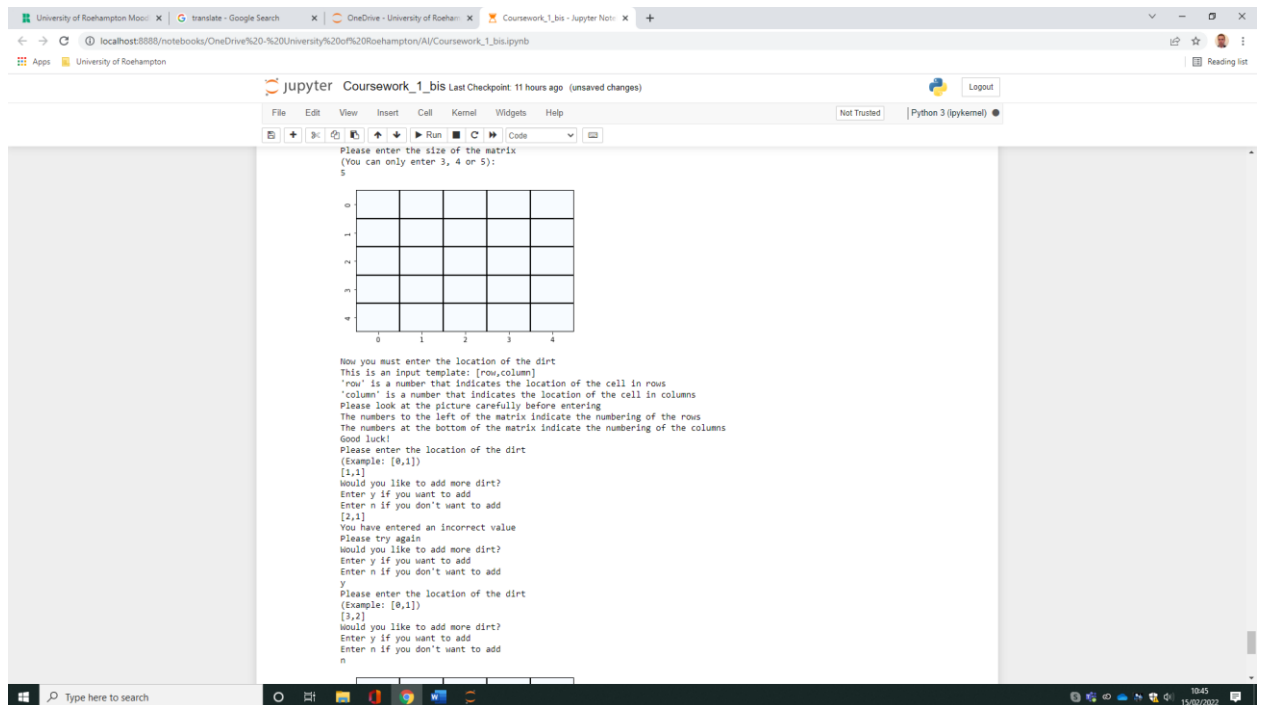 University of Roehampton Mood
translate - Google Search
OneDrive - University of Roeham
Coursework_1_bis - Jupyter Note
localhost:8888/notebooks/OneDrive%20-%20University%20of%20Roehampton/AI/Coursework_1_bis.ipynb
Apps University of Roehampton Reading list
jupyter Coursework_1_bis Last Checkpoint: 11 hours ago (unsaved changes) Logout
File Edit View Insert Cell Kernel Widgets Help Not Trusted Python 3 (ipykernel)
Run C Code
Please enter the size of the matrix
(You can only enter 3, 4 or 5):
5
0
1
2
3
4
0 1 2 3 4
Now you must enter the location of the dirt
This is an input template: [row,column]
'row' is a number that indicates the location of the cell in rows
'column' is a number that indicates the location of the cell in columns
Please look at the picture carefully before entering
The numbers to the left of the matrix indicate the numbering of the rows
The numbers at the bottom of the matrix indicate the numbering of the columns
Good luck!
Please enter the location of the dirt
(Example: [0,1])
[1,1]
Would you like to add more dirt?
Enter y if you want to add
Enter n if you don't want to add
[2,1]
You have entered an incorrect value
Please try again
Would you like to add more dirt?
Enter y if you want to add
Enter n if you don't want to add
y
Please enter the location of the dirt
(Example: [0,1])
[3,2]
Would you like to add more dirt?
Enter y if you want to add
Enter n if you don't want to add
n
Type here to search
10:45
15/02/2022